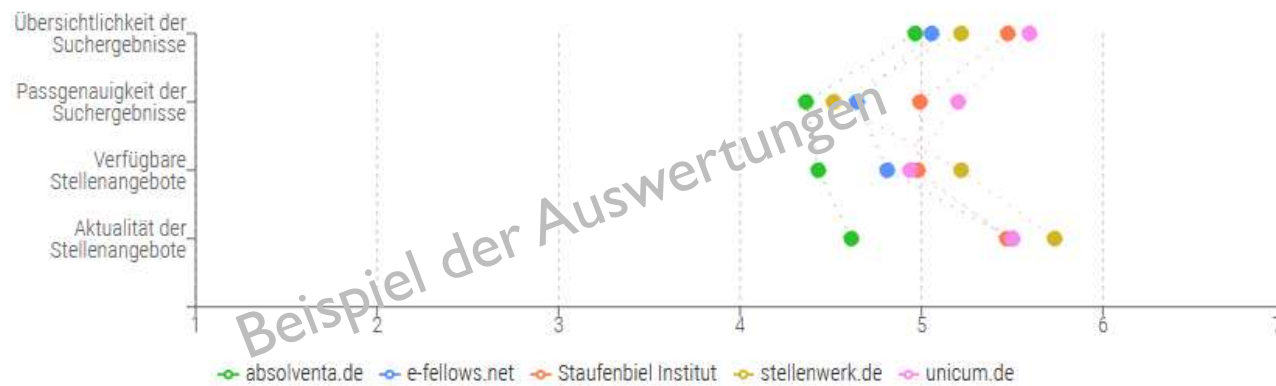 Übersichtlichkeit der
Suchergebnisse
Passgenauigkeit der
Suchergebnisse
Verfügbare
Stellenangebote
Aktualität der
Stellenangebote
Beispiel der Auswertungen
1 2 3 4 5 6 7
absolventa.de e-fellows.net Staufenbiel Institut stellenwerk.de unicum.de